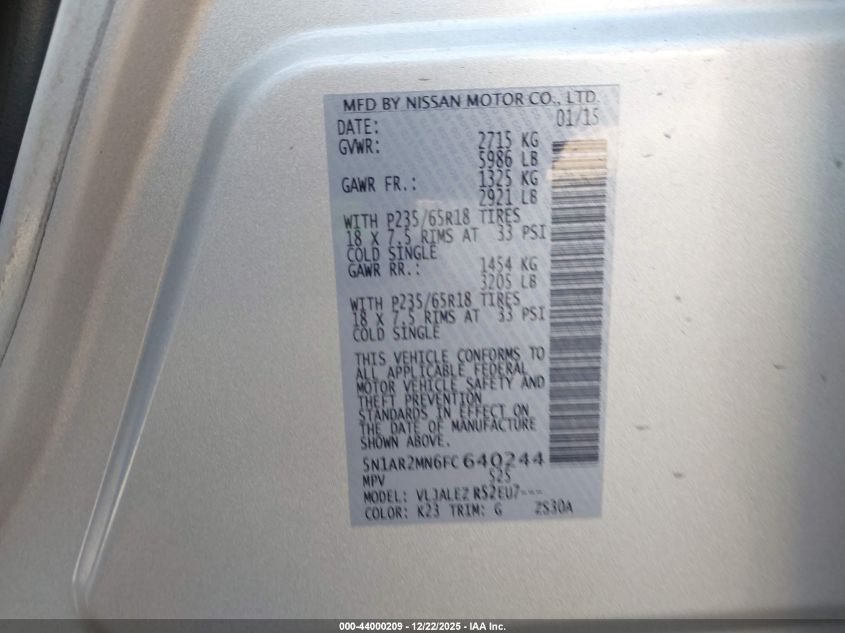 MFD BY NISSAN MOTOR CO., LTD.
DATE: 01/15
GVWR: 2715 KG
5986 LB
GAWR FR.: 1325 KG
2921 LB
WITH P235/65R18 TIRES
18 X 7.5 RIMS AT 33 PSI
COLD SINGLE
GAWR RR.: 1454 KG
3205 LB
WITH P235/65R18 TIRES
18 X 7.5 RIMS AT 33 PSI
COLD SINGLE
THIS VEHICLE CONFORMS TO
ALL APPLICABLE FEDERAL
MOTOR VEHICLE SAFETY AND
THEFT PREVENTION
STANDARDS IN EFFECT ON
THE DATE OF MANUFACTURE
SHOWN ABOVE.
5N1AR2MN6FC640244
MPV S25
MODEL: VLJALEZ R52EU7---
COLOR: K23 TRIM: G 2S30A
000-44000209 - 12/22/2025 - IAA Inc.